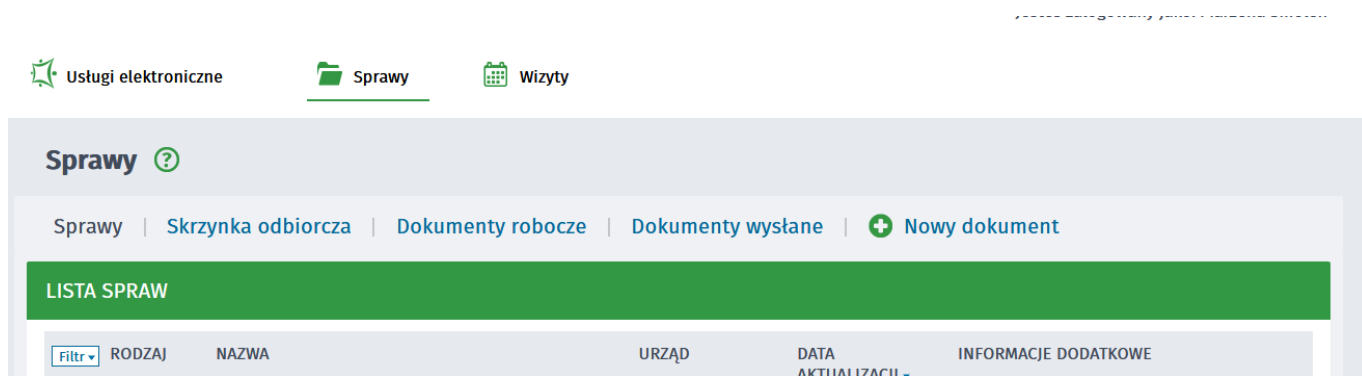 Usługi elektroniczne Sprawy Wizyty
Sprawy ?
Sprawy | Skrzynka odbiorcza | Dokumenty robocze | Dokumenty wysłane | Nowy dokument
LISTA SPRAW
Filtr RODZAJ NAZWA URZĄD DATA INFORMACJE DODATKOWE
AKTUALIZACJI